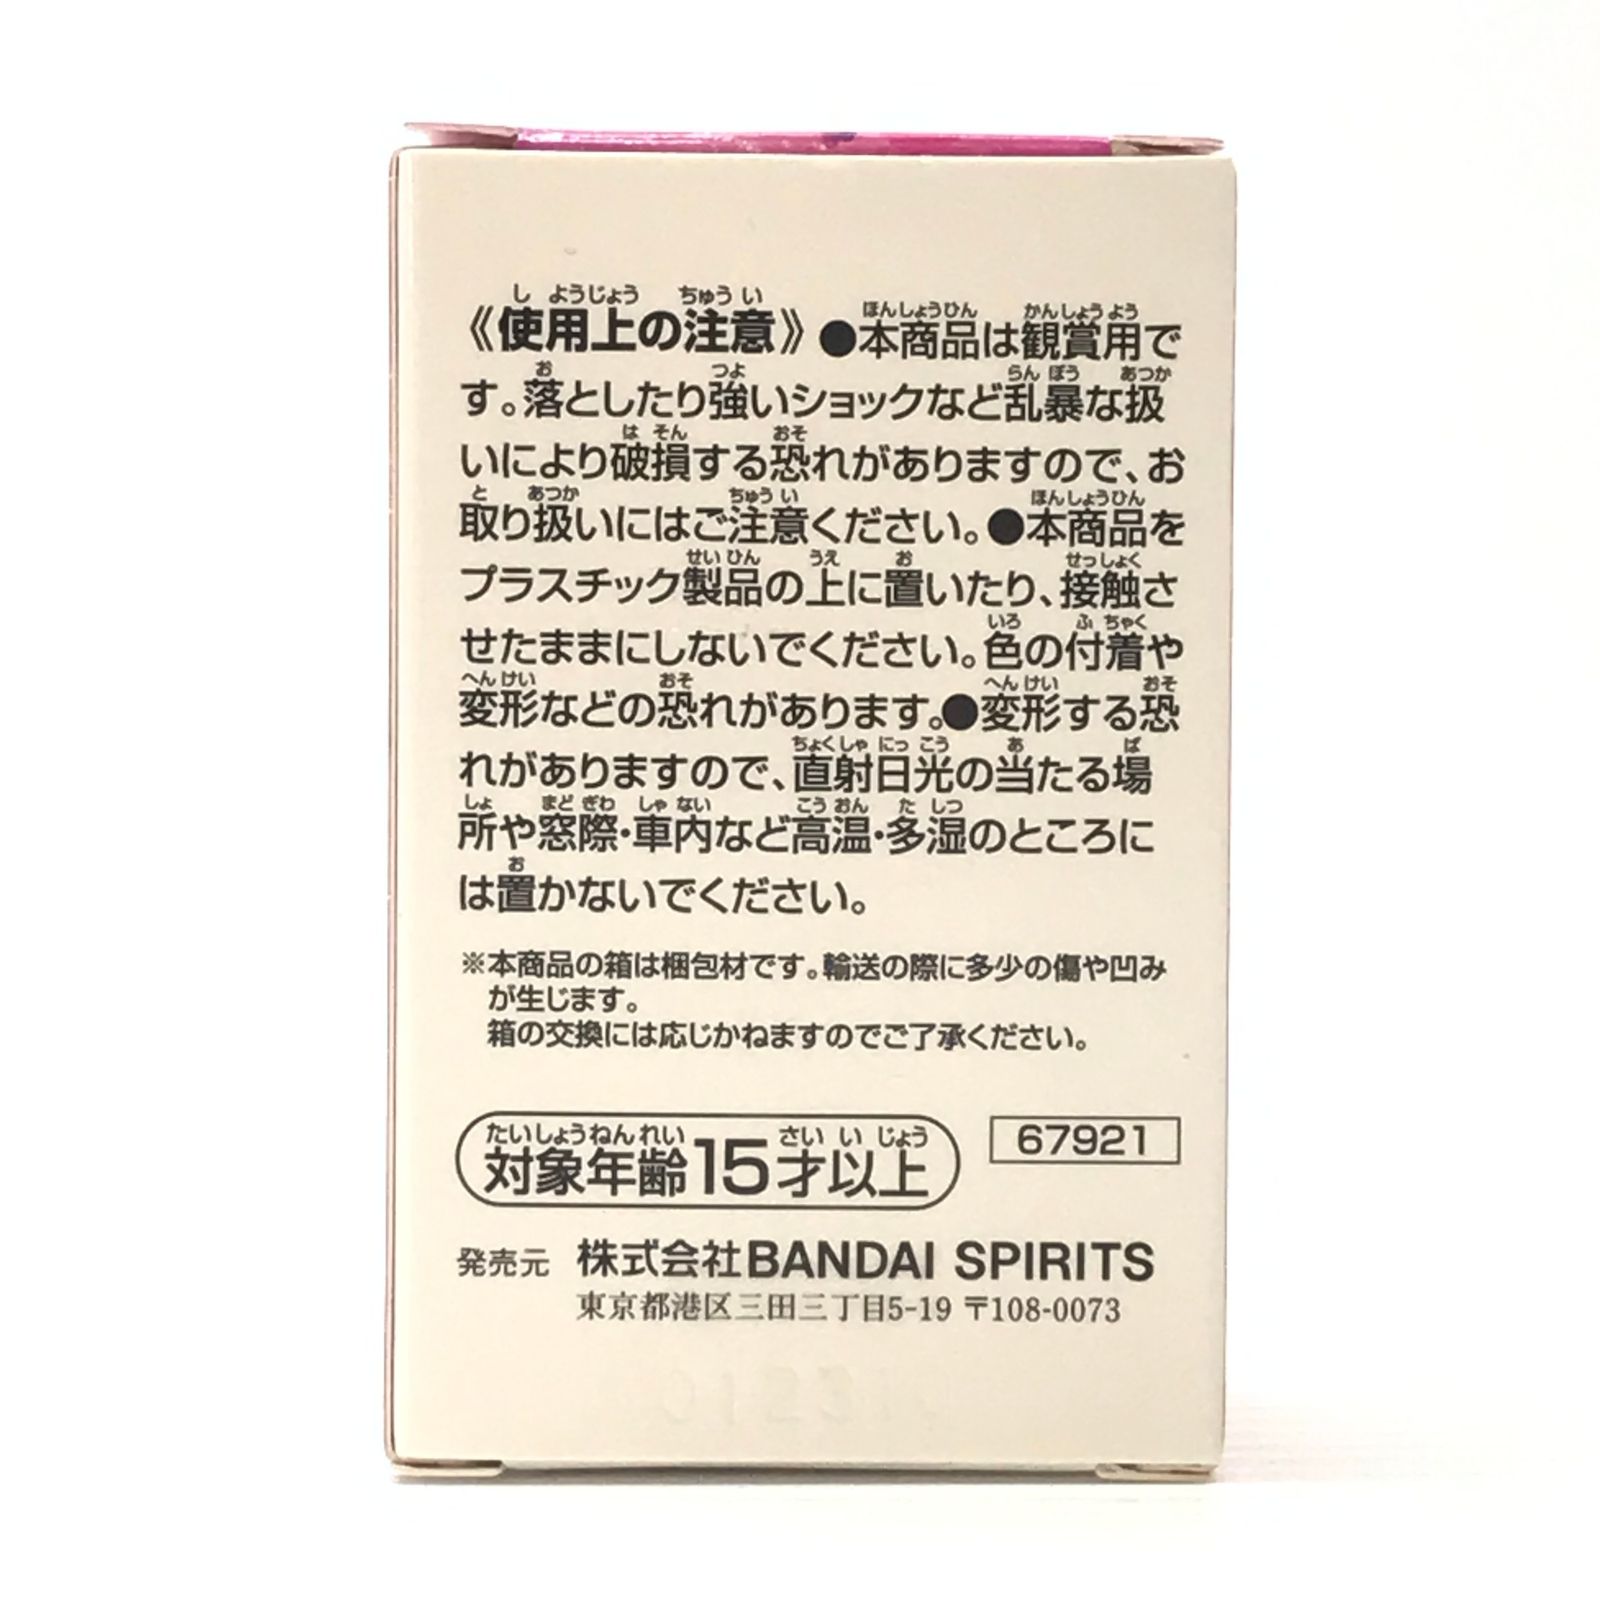 《使用上の注意》●本商品は観賞用で
す。落としたり強いショックなど乱暴な扱
いにより破損する恐れがありますので、お
取り扱いにはご注意ください。●本商品を
プラスチック製品の上に置いたり、接触さ
せたままにしないでください。色の付着や
変形などの恐れがあります。●変形する恐
れがありますので、直射日光の当たる場
所や窓際・車内など高温・多湿のところに
は置かないでください。
※本商品の箱は梱包材です。輸送の際に多少の傷や凹み
が生じます。
箱の交換には応じかねますのでご了承ください。
対象年齢15才以上
67921
発売元 株式会社BANDAI SPIRITS
東京都港区三田三丁目5-19 〒108-0073